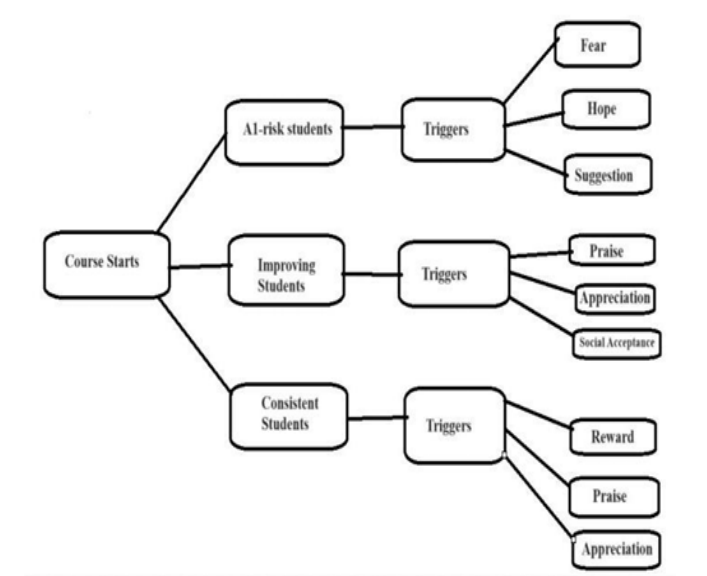 Course Starts
A1-risk students
Triggers
Fear
Hope
Suggestion
Improving
Students
Triggers
Praise
Appreciation
Social Acceptance
Consistent
Students
Triggers
Reward
Praise
Appreciation